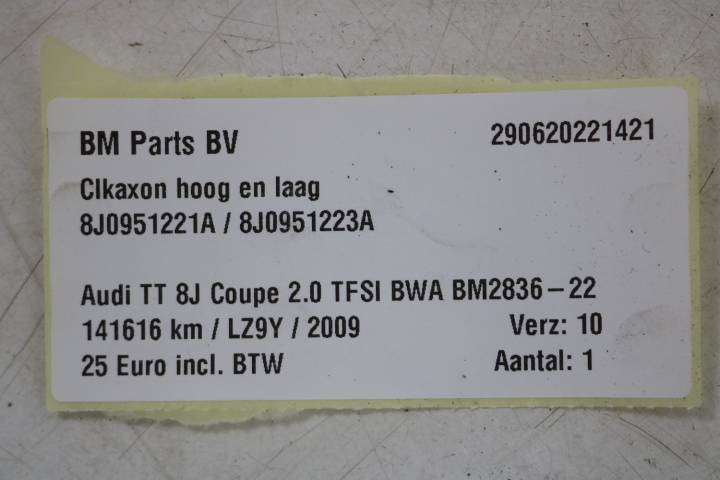 BM Parts BV 290620221421
Clkaxon hoog en laag
8J0951221A / 8J0951223A
Audi TT 8J Coupe 2.0 TFSI BWA BM2836-22
141616 km / LZ9Y / 2009 Verz: 10
25 Euro incl. BTW Aantal: 1